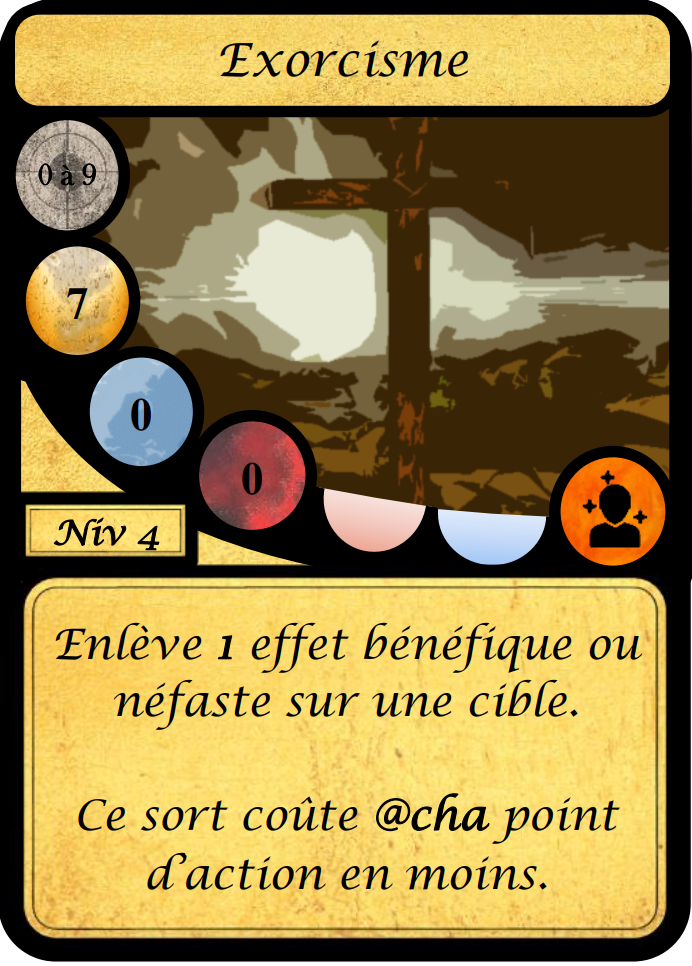 Exorcisme
0 à 9
7
0
0
Niv 4
Enlève 1 effet bénéfique ou
néfaste sur une cible.
Ce sort coûte @cha point
d'action en moins.